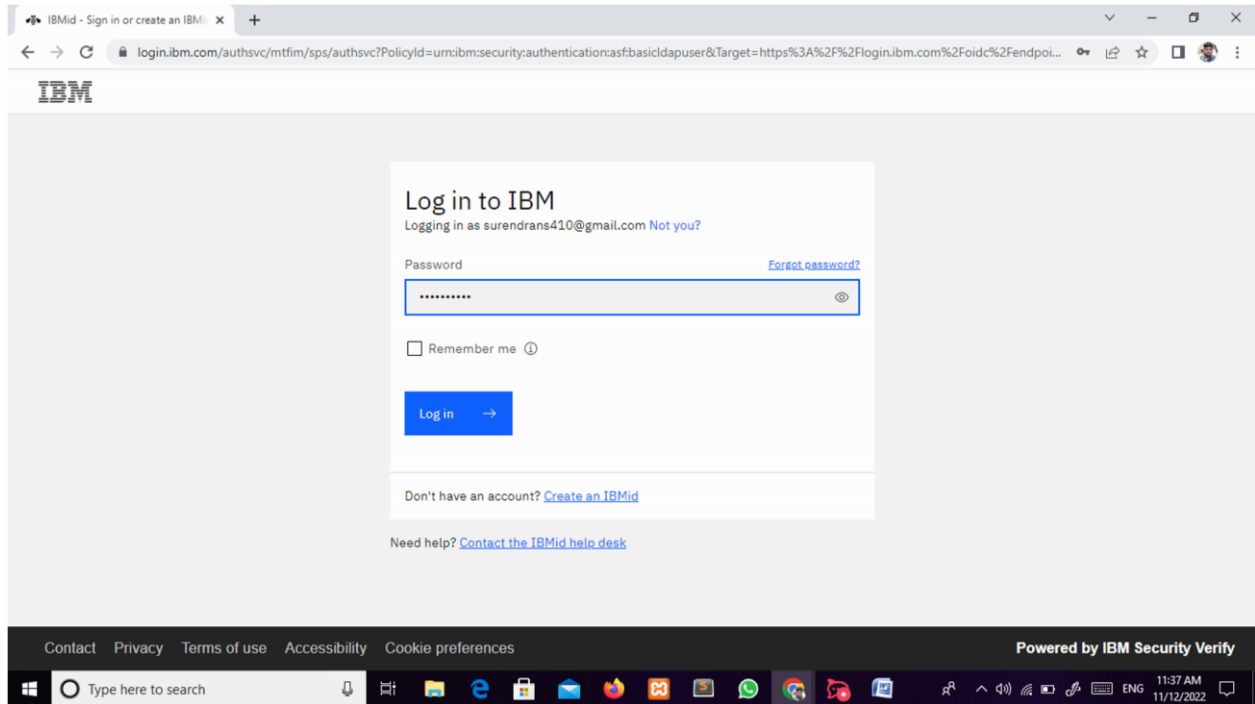 IBMid - Sign in or create an IBMi
login.ibm.com/authsvc/mtfim/sps/authsvc?PolicyId=urn:ibm:security:authentication:asf:basicldapuser&Target=https%3A%2F%2Flogin.ibm.com%2Foidc%2Fendpoi...
IBM
Log in to IBM
Logging in as surendrans410@gmail.com Not you?
Password Forgot password?
••••••••••
Remember me
Log in
Don't have an account? Create an IBMid
Need help? Contact the IBMid help desk
Contact Privacy Terms of use Accessibility Cookie preferences Powered by IBM Security Verify
Type here to search ENG 11:37 AM
11/12/2022